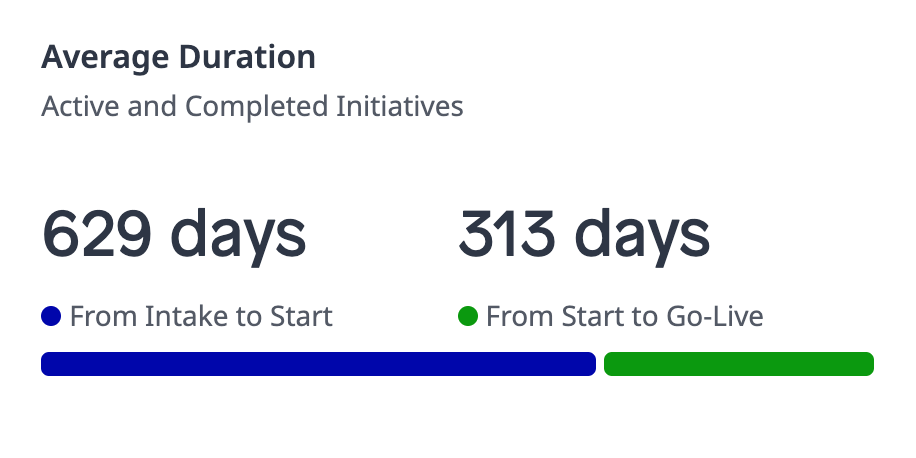 Average Duration
Active and Completed Initiatives
629 days
313 days
From Intake to Start
From Start to Go-Live